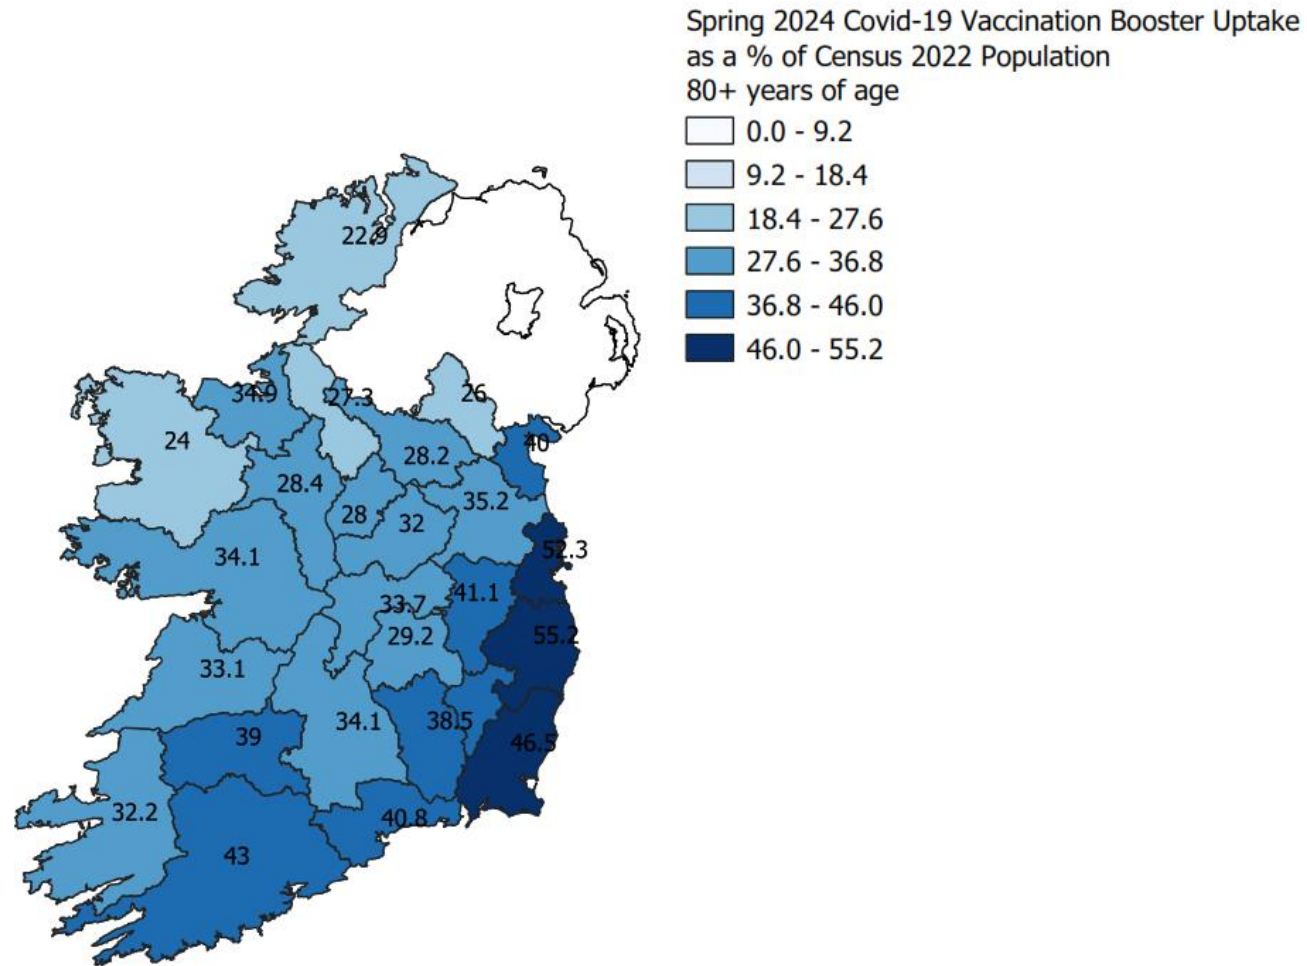 Spring 2024 Covid-19 Vaccination Booster Uptake
as a % of Census 2022 Population
80+ years of age
0.0 - 9.2
9.2 - 18.4
18.4 - 27.6
27.6 - 36.8
36.8 - 46.0
46.0 - 55.2
22.9
34.9
27.3
26
24
40
28.2
28.4
35.2
28
32
52.3
34.1
41.1
33.7
29.2
55.2
33.1
34.1
38.5
39
46.5
32.2
40.8
43